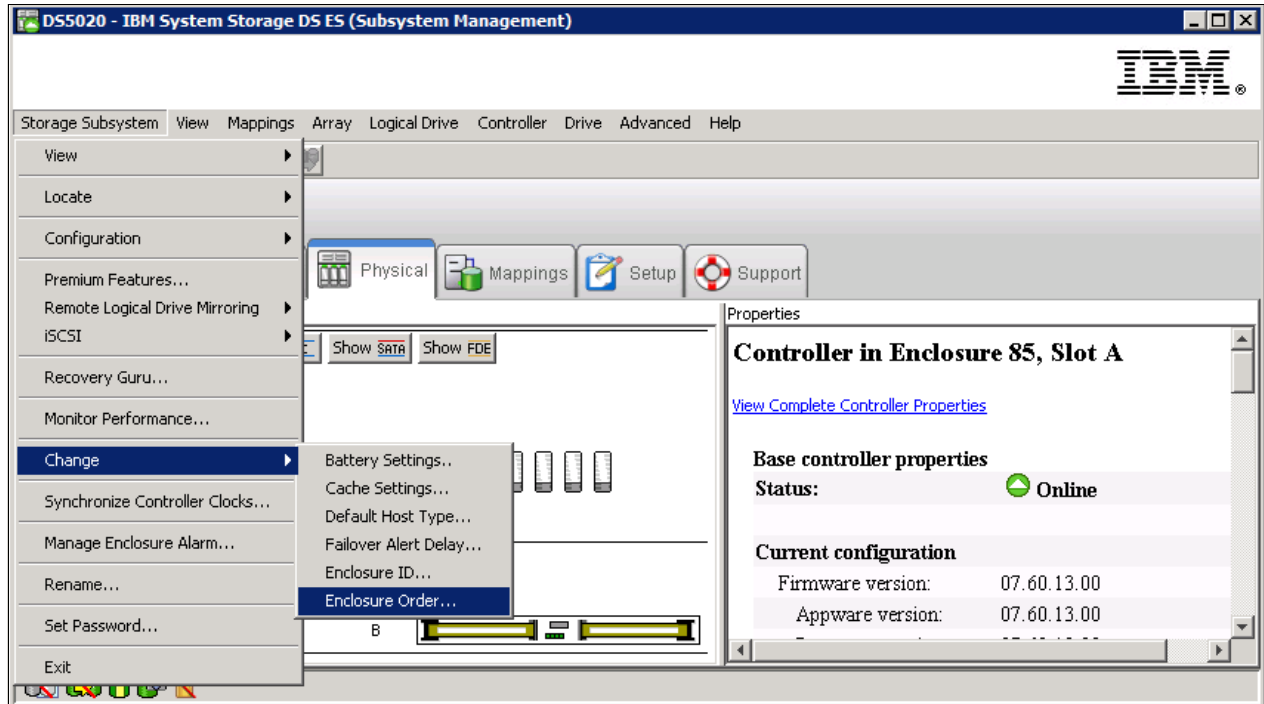 DS5020 - IBM System Storage DS ES (Subsystem Management)
IBM®
Storage Subsystem View Mappings Array Logical Drive Controller Drive Advanced Help
View
Locate
Configuration
Premium Features...
Remote Logical Drive Mirroring
iSCSI
Recovery Guru...
Monitor Performance...
Change
Synchronize Controller Clocks...
Manage Enclosure Alarm...
Rename...
Set Password...
Exit
Battery Settings..
Cache Settings...
Default Host Type...
Failover Alert Delay...
Enclosure ID...
Enclosure Order...
Physical Mappings Setup Support
Show SATA Show FDE
B
Properties
Controller in Enclosure 85, Slot A
View Complete Controller Properties
Base controller properties
Status: Online
Current configuration
Firmware version: 07.60.13.00
Appware version: 07.60.13.00